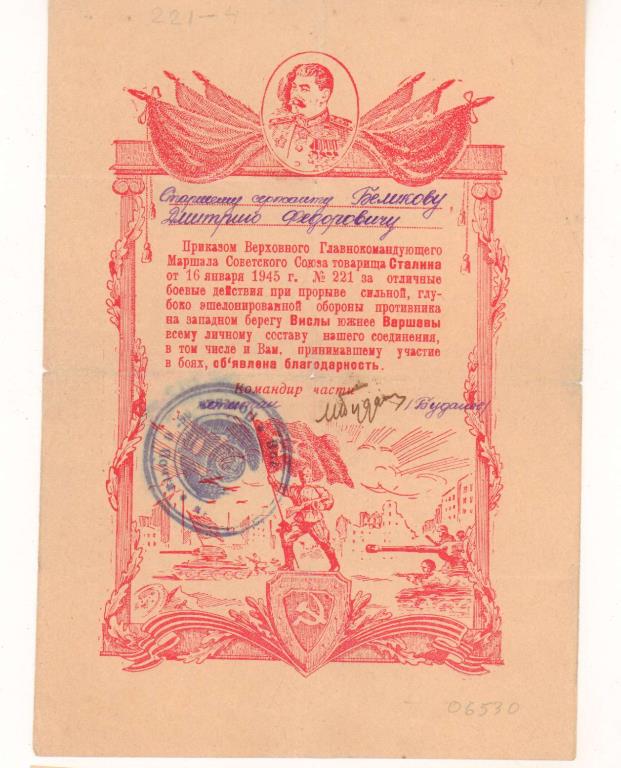 221-4
Старшему сержанту Беликову
Дмитрию Федоровичу
Приказом Верховного Главнокомандующего
Маршала Советского Союза товарища Сталина
от 16 января 1945 г. № 221 за отличные
боевые действия при прорыве сильной, глу-
боко эшелонированной обороны противника
на западном берегу Вислы южнее Варшавы
всему личному составу нашего соединения,
в том числе и Вам, принимавшему участие
в боях, об'явлена благодарность.
Командир части
06530